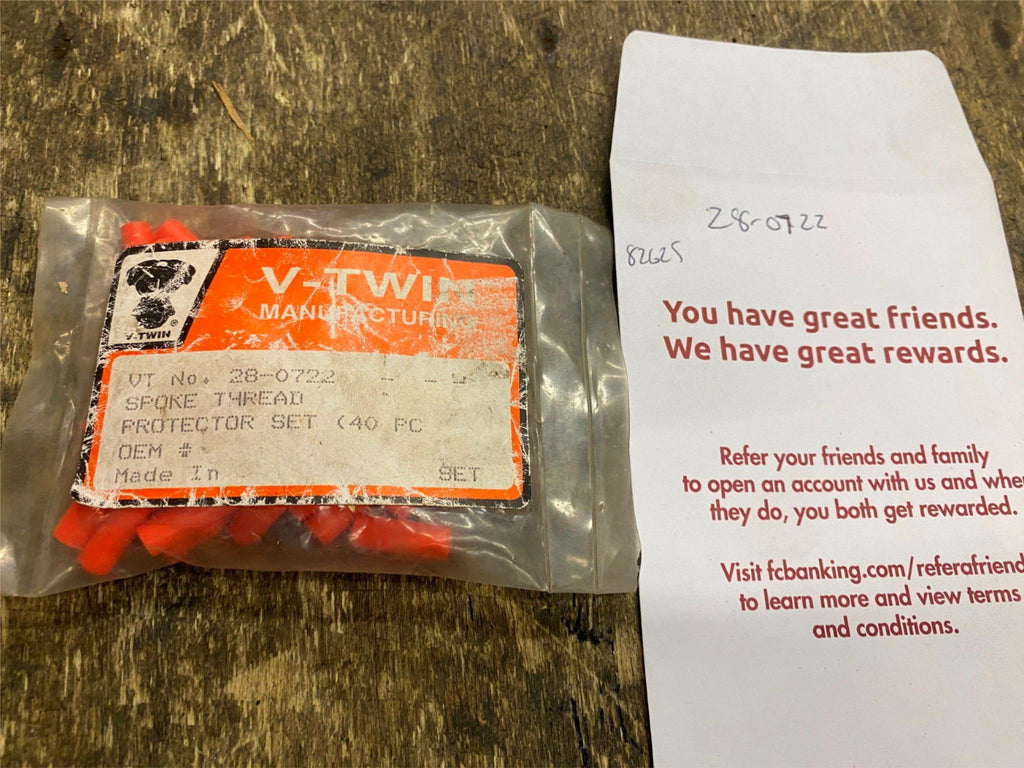 V-TWIN
MANUFACTURING
V-TWIN®
VT No. 28-0722
SPOKE THREAD
PROTECTOR SET (40 PC
OEM #
Made In SET
28-0722
82625
You have great friends.
We have great rewards.
Refer your friends and family
to open an account with us and when
they do, you both get rewarded.
Visit fcbanking.com/referafriend
to learn more and view terms
and conditions.